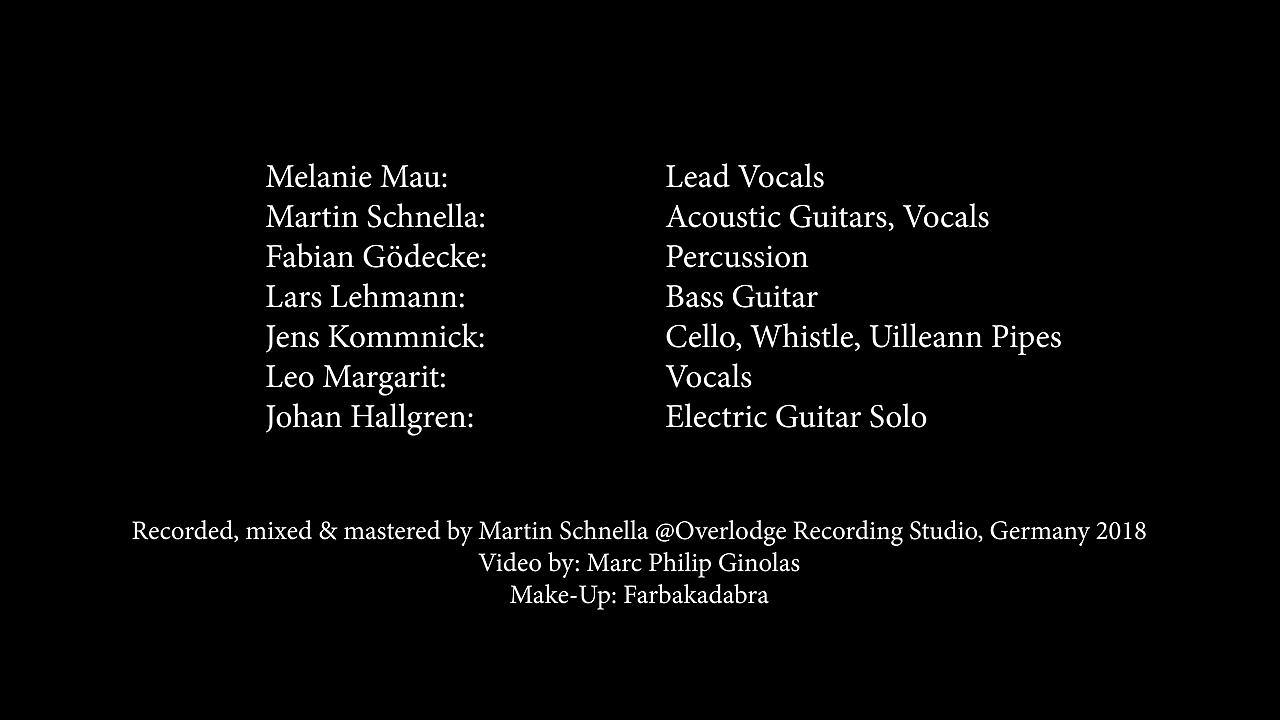 Melanie Mau: Lead Vocals
Martin Schnella: Acoustic Guitars, Vocals
Fabian Gödecke: Percussion
Lars Lehmann: Bass Guitar
Jens Kommnick: Cello, Whistle, Uilleann Pipes
Leo Margarit: Vocals
Johan Hallgren: Electric Guitar Solo
Recorded, mixed & mastered by Martin Schnella @Overlodge Recording Studio, Germany 2018
Video by: Marc Philip Ginolas
Make-Up: Farbakadabra